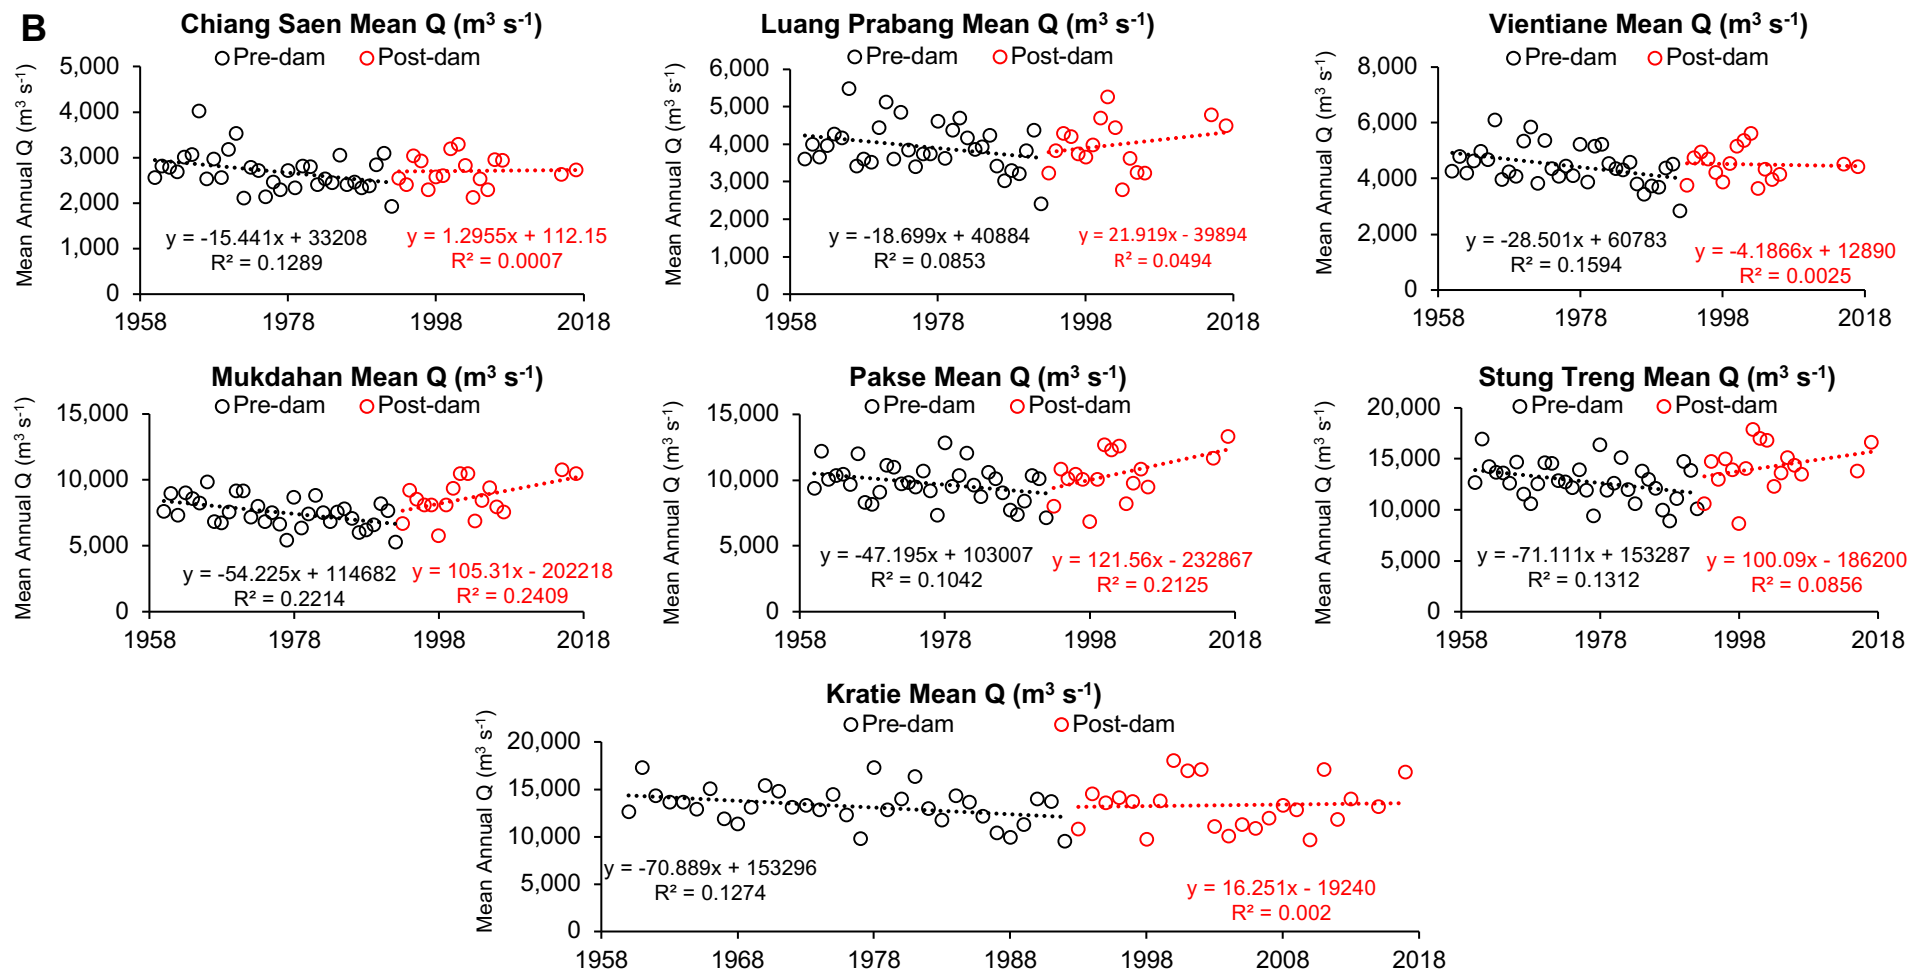 B
Chiang Saen Mean Q (m³ s⁻¹)
Pre-dam Post-dam
Mean Annual Q (m³ s⁻¹)
5,000
4,000
3,000
2,000
1,000
0
y = -15.441x + 33208
R² = 0.1289
y = 1.2955x + 112.15
R² = 0.0007
1958 1978 1998 2018
Luang Prabang Mean Q (m³ s⁻¹)
Pre-dam Post-dam
Mean Annual Q (m³ s⁻¹)
6,000
5,000
4,000
3,000
2,000
1,000
0
y = -18.699x + 40884
R² = 0.0853
y = 21.919x - 39894
R² = 0.0494
1958 1978 1998 2018
Vientiane Mean Q (m³ s⁻¹)
Pre-dam Post-dam
Mean Annual Q (m³ s⁻¹)
8,000
6,000
4,000
2,000
0
y = -28.501x + 60783
R² = 0.1594
y = -4.1866x + 12890
R² = 0.0025
1958 1978 1998 2018
Mukdahan Mean Q (m³ s⁻¹)
Pre-dam Post-dam
Mean Annual Q (m³ s⁻¹)
15,000
10,000
5,000
0
y = -54.225x + 114682
R² = 0.2214
y = 105.31x - 202218
R² = 0.2409
1958 1978 1998 2018
Pakse Mean Q (m³ s⁻¹)
Pre-dam Post-dam
Mean Annual Q (m³ s⁻¹)
15,000
10,000
5,000
0
y = -47.195x + 103007
R² = 0.1042
y = 121.56x - 232867
R² = 0.2125
1958 1978 1998 2018
Stung Treng Mean Q (m³ s⁻¹)
Pre-dam Post-dam
Mean Annual Q (m³ s⁻¹)
20,000
15,000
10,000
5,000
0
y = -71.111x + 153287
R² = 0.1312
y = 100.09x - 186200
R² = 0.0856
1958 1978 1998 2018
Kratie Mean Q (m³ s⁻¹)
Pre-dam Post-dam
Mean Annual Q (m³ s⁻¹)
20,000
15,000
10,000
5,000
0
y = -70.889x + 153296
R² = 0.1274
y = 16.251x - 19240
R² = 0.002
1958 1968 1978 1988 1998 2008 2018